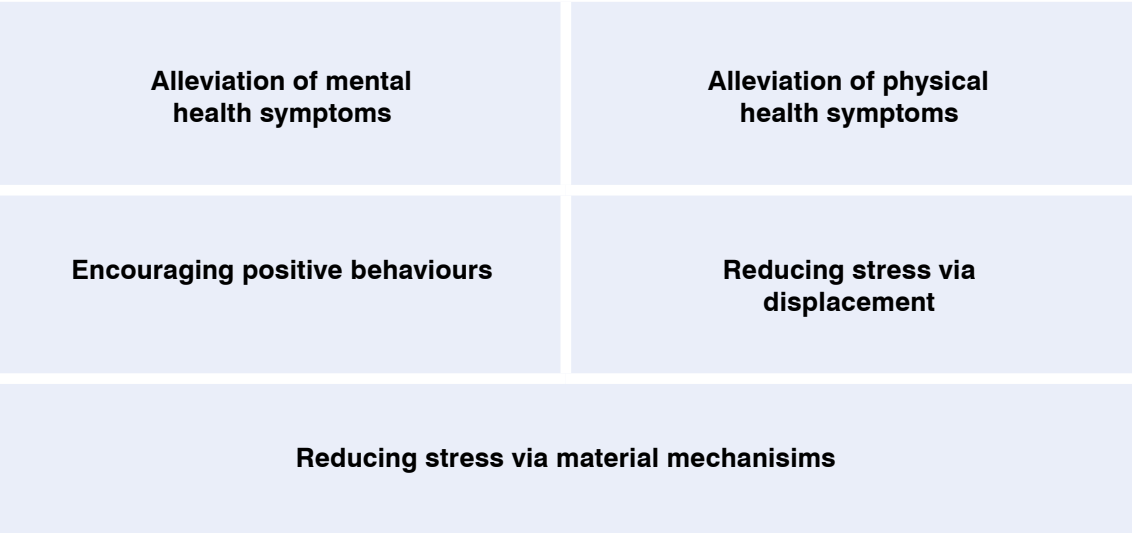 Alleviation of mental
health symptoms
Alleviation of physical
health symptoms
Encouraging positive behaviours
Reducing stress via
displacement
Reducing stress via material mechanisims